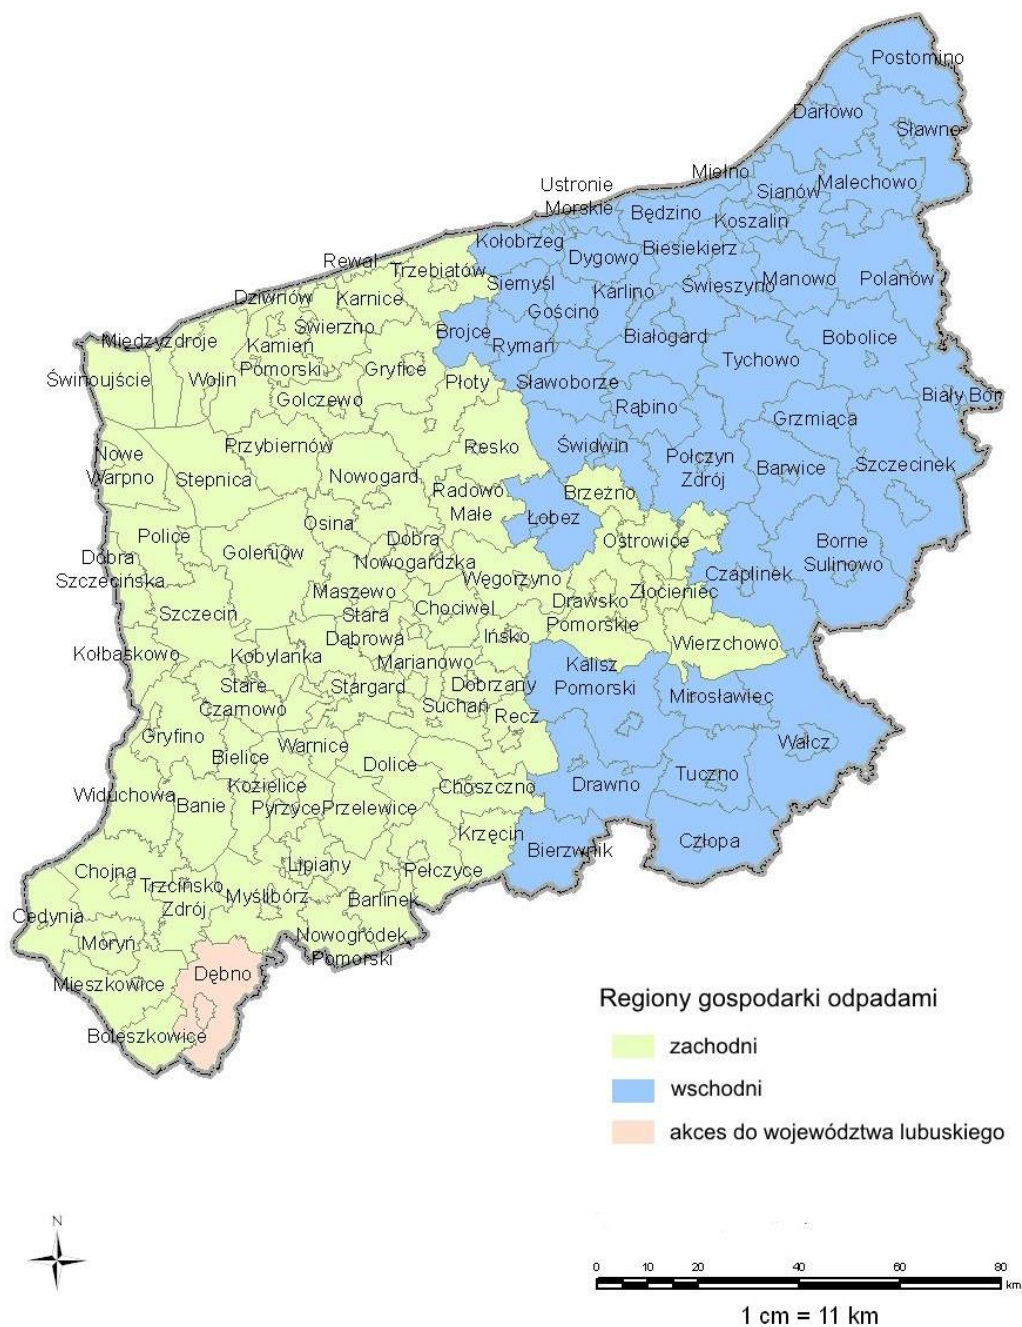 Postomino
Darłowo
Sławno
Mielno
Ustronie
Morskie
Sianów
Malechowo
Będzino
Koszalin
Kołobrzeg
Dygowo
Biesiekierz
Rewal
Trzebiatów
Siemyśl
Karlino
Świeszyno
Manowo
Polanów
Dziwnów
Karnice
Gościno
Świerzno
Brojce
Rymań
Białogard
Bobolice
Międzyzdroje
Kamień
Pomorski
Gryfice
Tychowo
Świnoujście
Wolin
Płoty
Sławoborze
Biały Bór
Golczewo
Rąbino
Grzmiąca
Przybiernów
Resko
Świdwin
Połczyn
Zdrój
Barwice
Szczecinek
Nowe
Warpno
Stepnica
Nowogard
Radowo
Małe
Brzeżno
Łobez
Osina
Police
Dobra
Nowogardzka
Ostrowice
Borne
Sulinowo
Goleniów
Dobra
Szczecińska
Węgorzyno
Czaplinek
Maszewo
Złocieniec
Drawsko
Pomorskie
Chociwel
Szczecin
Stara
Dąbrowa
Ińsko
Wierzchowo
Kołbaskowo
Kobylanka
Marianowo
Kalisz
Pomorski
Stare
Czarnowo
Stargard
Dobrzany
Suchań
Mirosławiec
Recz
Gryfino
Warnice
Wałcz
Bielice
Dolice
Tuczno
Kozielice
Choszczno
Drawno
Widuchowa
Banie
Pyrzyce
Przelewice
Krzęcin
Człopa
Bierzwnik
Lipiany
Chojna
Pełczyce
Trzcińsko
Zdrój
Myślibórz
Barlinek
Cedynia
Nowogródek
Pomorski
Moryń
Dębno
Mieszkowice
Boleszkowice
Regiony gospodarki odpadami
zachodni
wschodni
akces do województwa lubuskiego
N
0 10 20 40 60 80
km
1 cm = 11 km